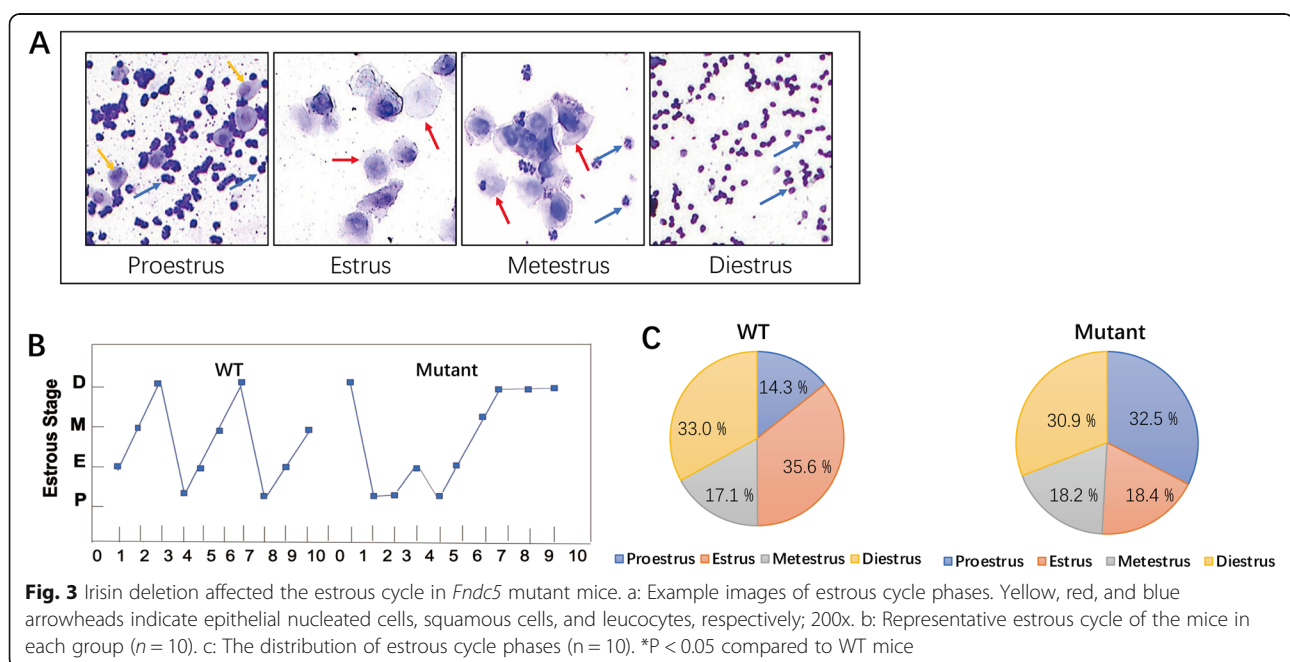 A
Proestrus Estrus Metestrus Diestrus
B
WT Mutant
Estrous Stage
D
M
E
P
0 1 2 3 4 5 6 7 8 9 10 0 1 2 3 4 5 6 7 8 9 10
C
WT
14.3 %
33.0 %
35.6 %
17.1 %
Proestrus Estrus Metestrus Diestrus
Mutant
30.9 % 32.5 %
18.2 % 18.4 %
Proestrus Estrus Metestrus Diestrus
Fig. 3 Irisin deletion affected the estrous cycle in Fndc5 mutant mice. a: Example images of estrous cycle phases. Yellow, red, and blue
arrowheads indicate epithelial nucleated cells, squamous cells, and leucocytes, respectively; 200x. b: Representative estrous cycle of the mice in
each group (n = 10). c: The distribution of estrous cycle phases (n = 10). *P < 0.05 compared to WT mice